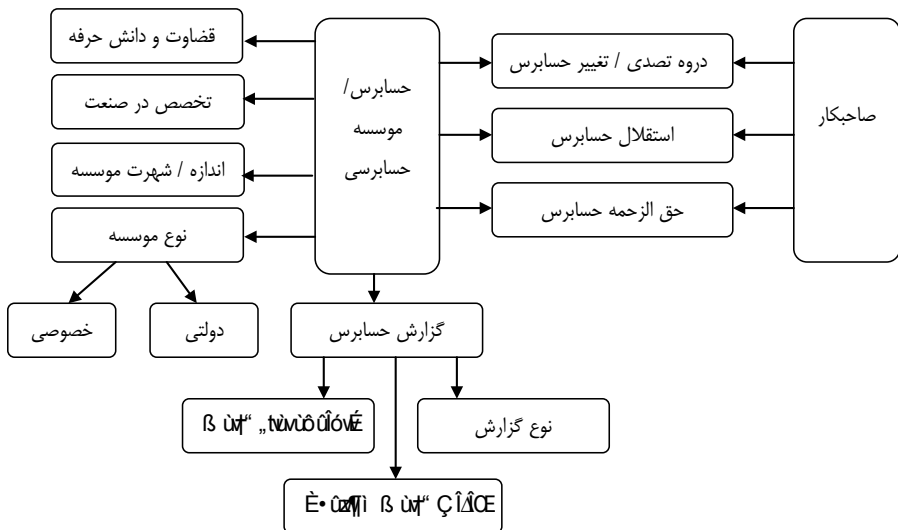 قضاوت و دانش حرفه
تخصص در صنعت
اندازه / شهرت موسسه
نوع موسسه
خصوصی
دولتی
حسابرس/
موسسه
حسابرسی
دروه تصدی / تغییر حسابرس
استقلال حسابرس
حق الزحمه حسابرس
صاحبکار
گزارش حسابرس
نوع گزارش